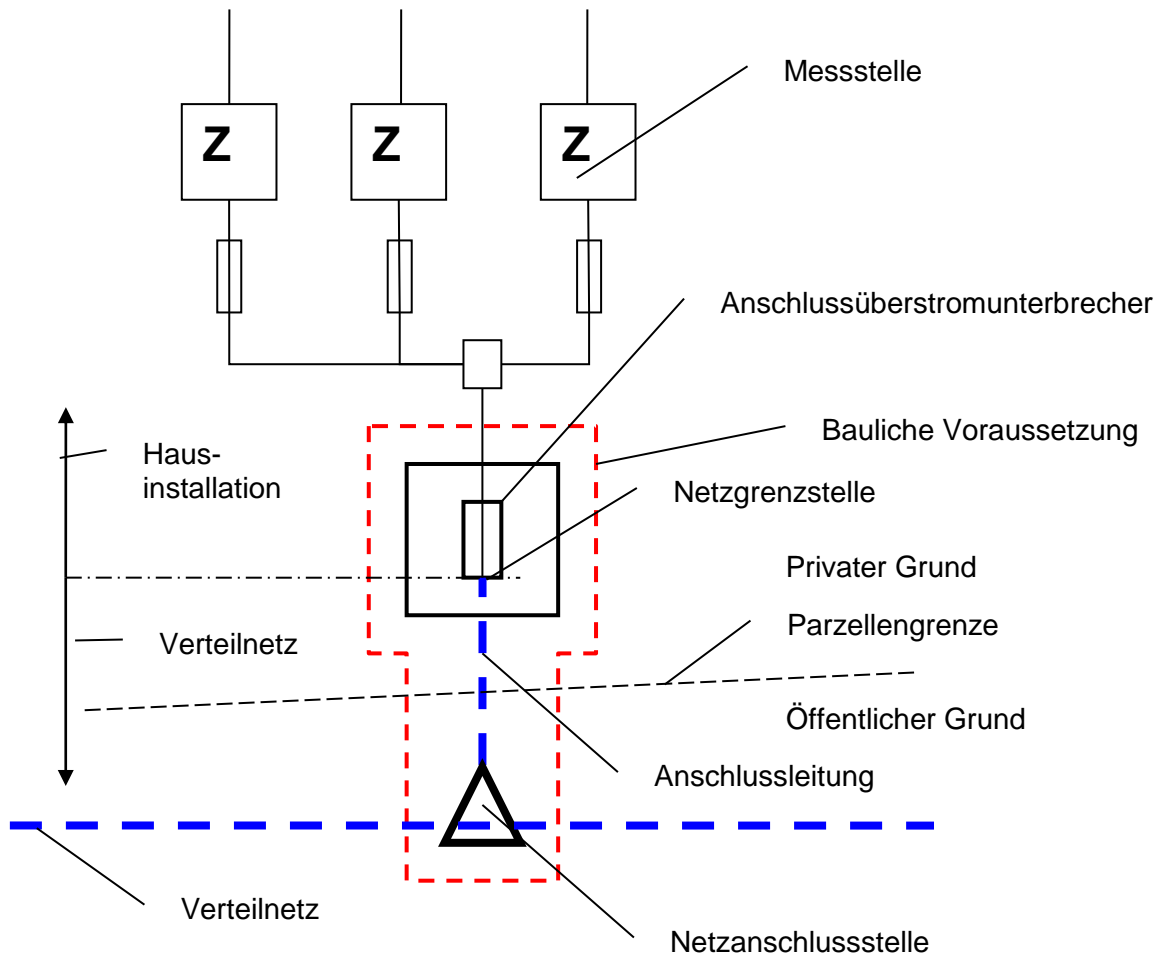 Messstelle
Z Z Z
Anschlussüberstromunterbrecher
Bauliche Voraussetzung
Haus-
installation
Netzgrenzstelle
Privater Grund
Parzellengrenze
Verteilnetz
Öffentlicher Grund
Anschlussleitung
Verteilnetz
Netzanschlussstelle